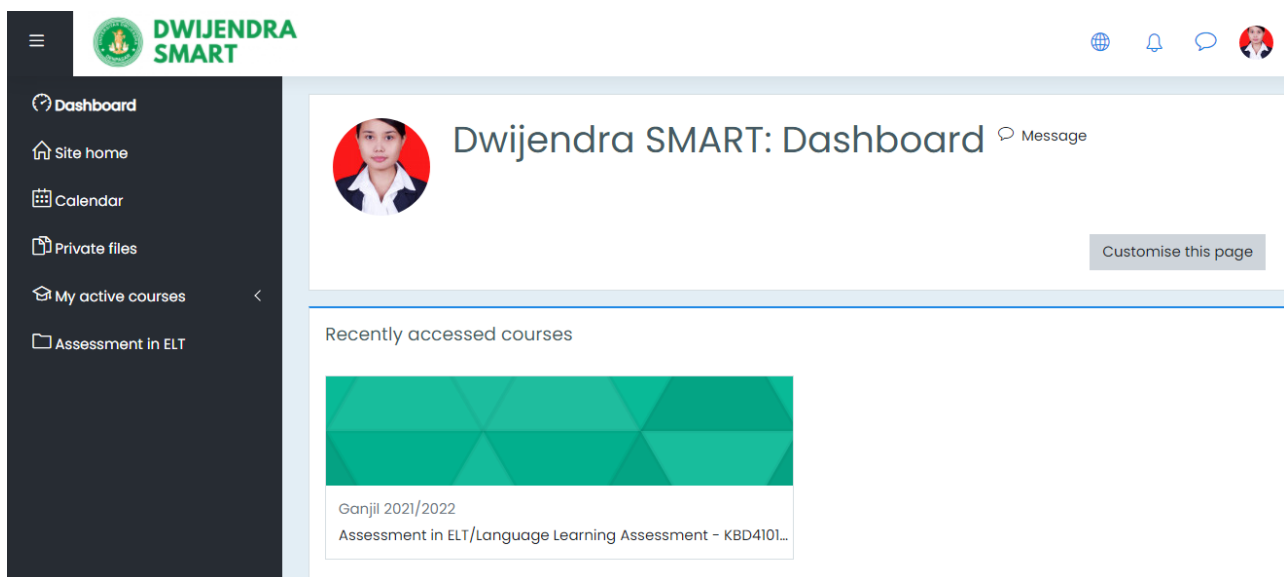 DWIJENDRA
SMART
Dashboard
Site home
Calendar
Private files
My active courses
Assessment in ELT
Dwijendra SMART: Dashboard
Message
Customise this page
Recently accessed courses
Ganjil 2021/2022
Assessment in ELT/Language Learning Assessment - KBD4101...